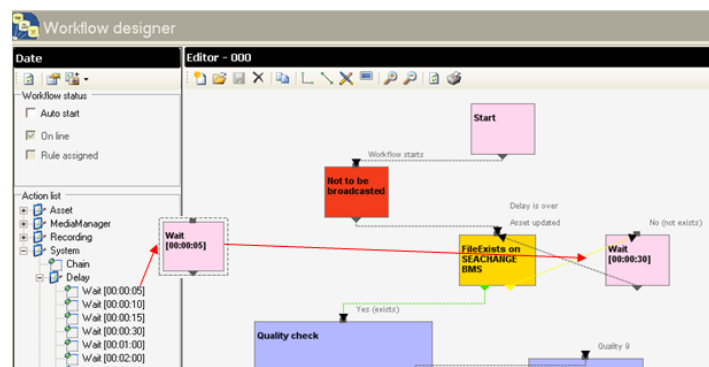 Workflow designer
Date
Editor - 000
Workflow status
Auto start
On line
Rule assigned
Action list
Asset
MediaManager
Recording
System
Chain
Delay
Wait [00:00:05]
Wait [00:00:10]
Wait [00:00:15]
Wait [00:00:30]
Wait [00:01:00]
Wait [00:02:00]
Wait
[00:00:05]
Start
Workflow starts
Not to be
broadcasted
Delay is over
Asset updated
No (not exists)
FileExists on
SEACHANGE
BMS
Wait
[00:00:30]
Yes (exists)
Quality check
Quality 9